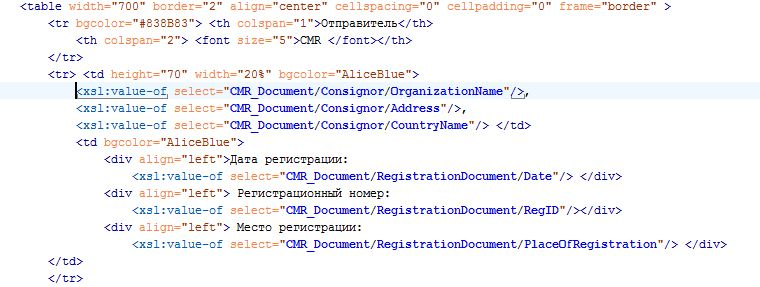 <table width="700" border="2" align="center" cellspacing="0" cellpadding="0" frame="border" >
<tr bgcolor="#838B83"> <th colspan="1">Отправитель</th>
<th colspan="2"> <font size="5">CMR </font></th>
</tr>
<tr> <td height="70" width="20%" bgcolor="AliceBlue">
<xsl:value-of select="CMR_Document/Consignor/OrganizationName"/>,
<xsl:value-of select="CMR_Document/Consignor/Address"/>,
<xsl:value-of select="CMR_Document/Consignor/CountryName"/> </td>
<td bgcolor="AliceBlue">
<div align="left">Дата регистрации:
<xsl:value-of select="CMR_Document/RegistrationDocument/Date"/> </div>
<div align="left"> Регистрационный номер:
<xsl:value-of select="CMR_Document/RegistrationDocument/RegID"/></div>
<div align="left"> Место регистрации:
<xsl:value-of select="CMR_Document/RegistrationDocument/PlaceOfRegistration"/> </div>
</td>
</tr>